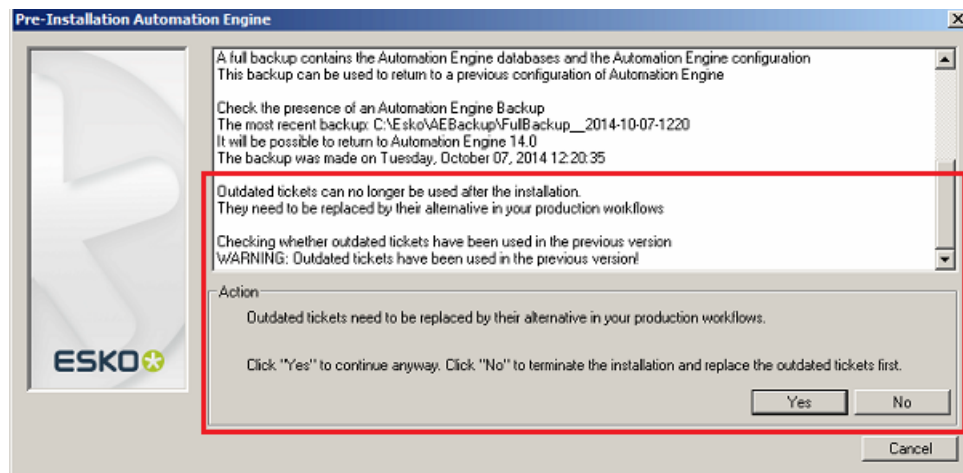 Pre-Installation Automation Engine
A full backup contains the Automation Engine databases and the Automation Engine configuration
This backup can be used to return to a previous configuration of Automation Engine
Check the presence of an Automation Engine Backup
The most recent backup: C:\Esko\AEBackup\FullBackup__2014-10-07-1220
It will be possible to return to Automation Engine 14.0
The backup was made on Tuesday, October 07, 2014 12:20:35
Outdated tickets can no longer be used after the installation.
They need to be replaced by their alternative in your production workflows
Checking whether outdated tickets have been used in the previous version
WARNING: Outdated tickets have been used in the previous version!
Action
Outdated tickets need to be replaced by their alternative in your production workflows.
Click "Yes" to continue anyway. Click "No" to terminate the installation and replace the outdated tickets first.
ESKO
Yes No
Cancel